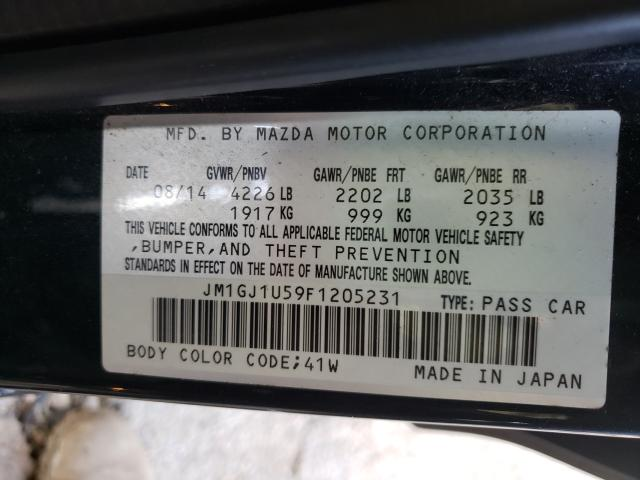 MFD. BY MAZDA MOTOR CORPORATION
DATE GVWR/PNBV GAWR/PNBE FRT GAWR/PNBE RR
08/14 4226 LB 2202 LB 2035 LB
1917 KG 999 KG 923 KG
THIS VEHICLE CONFORMS TO ALL APPLICABLE FEDERAL MOTOR VEHICLE SAFETY
,BUMPER,AND THEFT PREVENTION
STANDARDS IN EFFECT ON THE DATE OF MANUFACTURE SHOWN ABOVE.
JM1GJ1U59F1205231 TYPE: PASS CAR
BODY COLOR CODE;41W MADE IN JAPAN